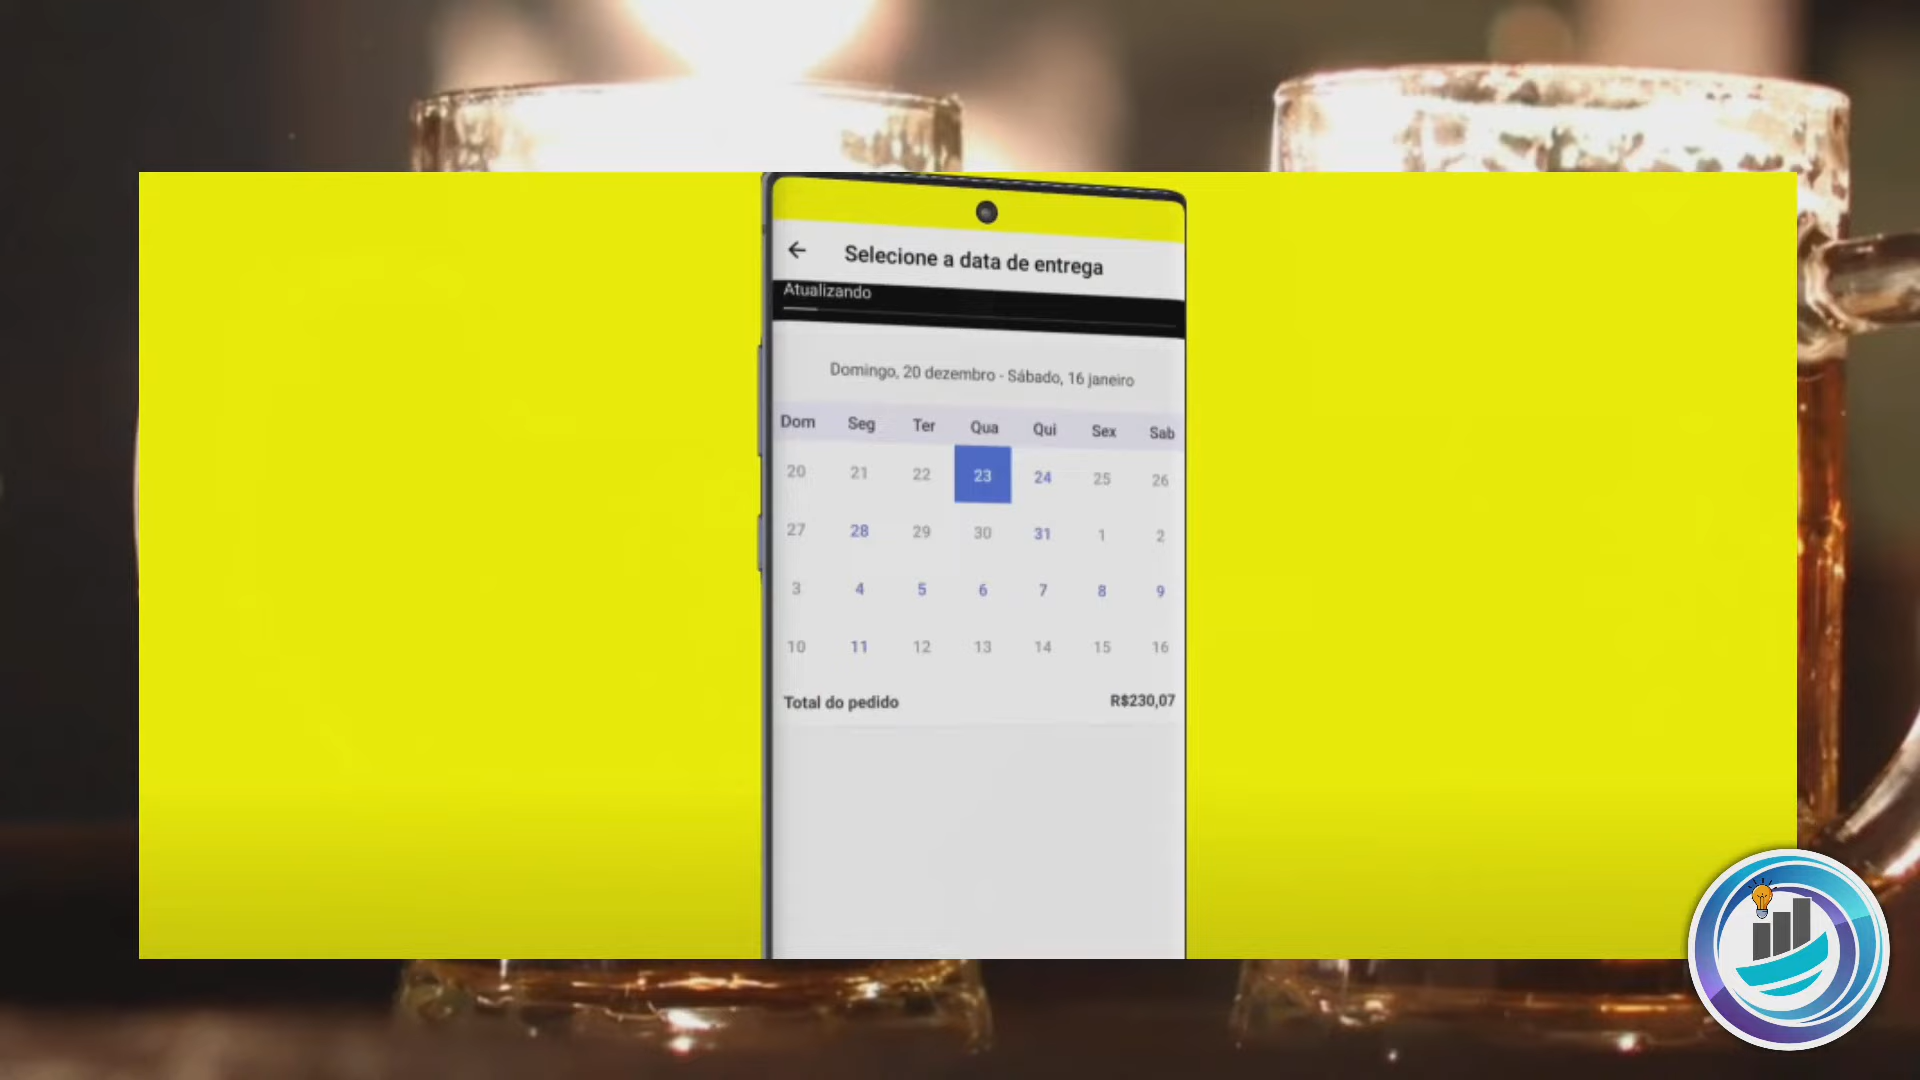 Selecione a data de entrega
Atualizando
Domingo, 20 dezembro - Sábado, 16 janeiro
Dom Seg Ter Qua Qui Sex Sab
20 21 22 23 24 25 26
27 28 29 30 31 1 2
3 4 5 6 7 8 9
10 11 12 13 14 15 16
Total do pedido R$230,07